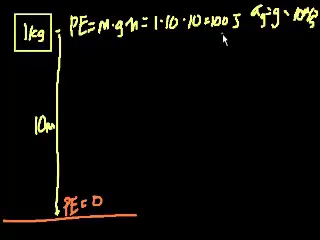 1kg PE = m·g·h = 1·10·10 = 100 J
10m
PE = 0